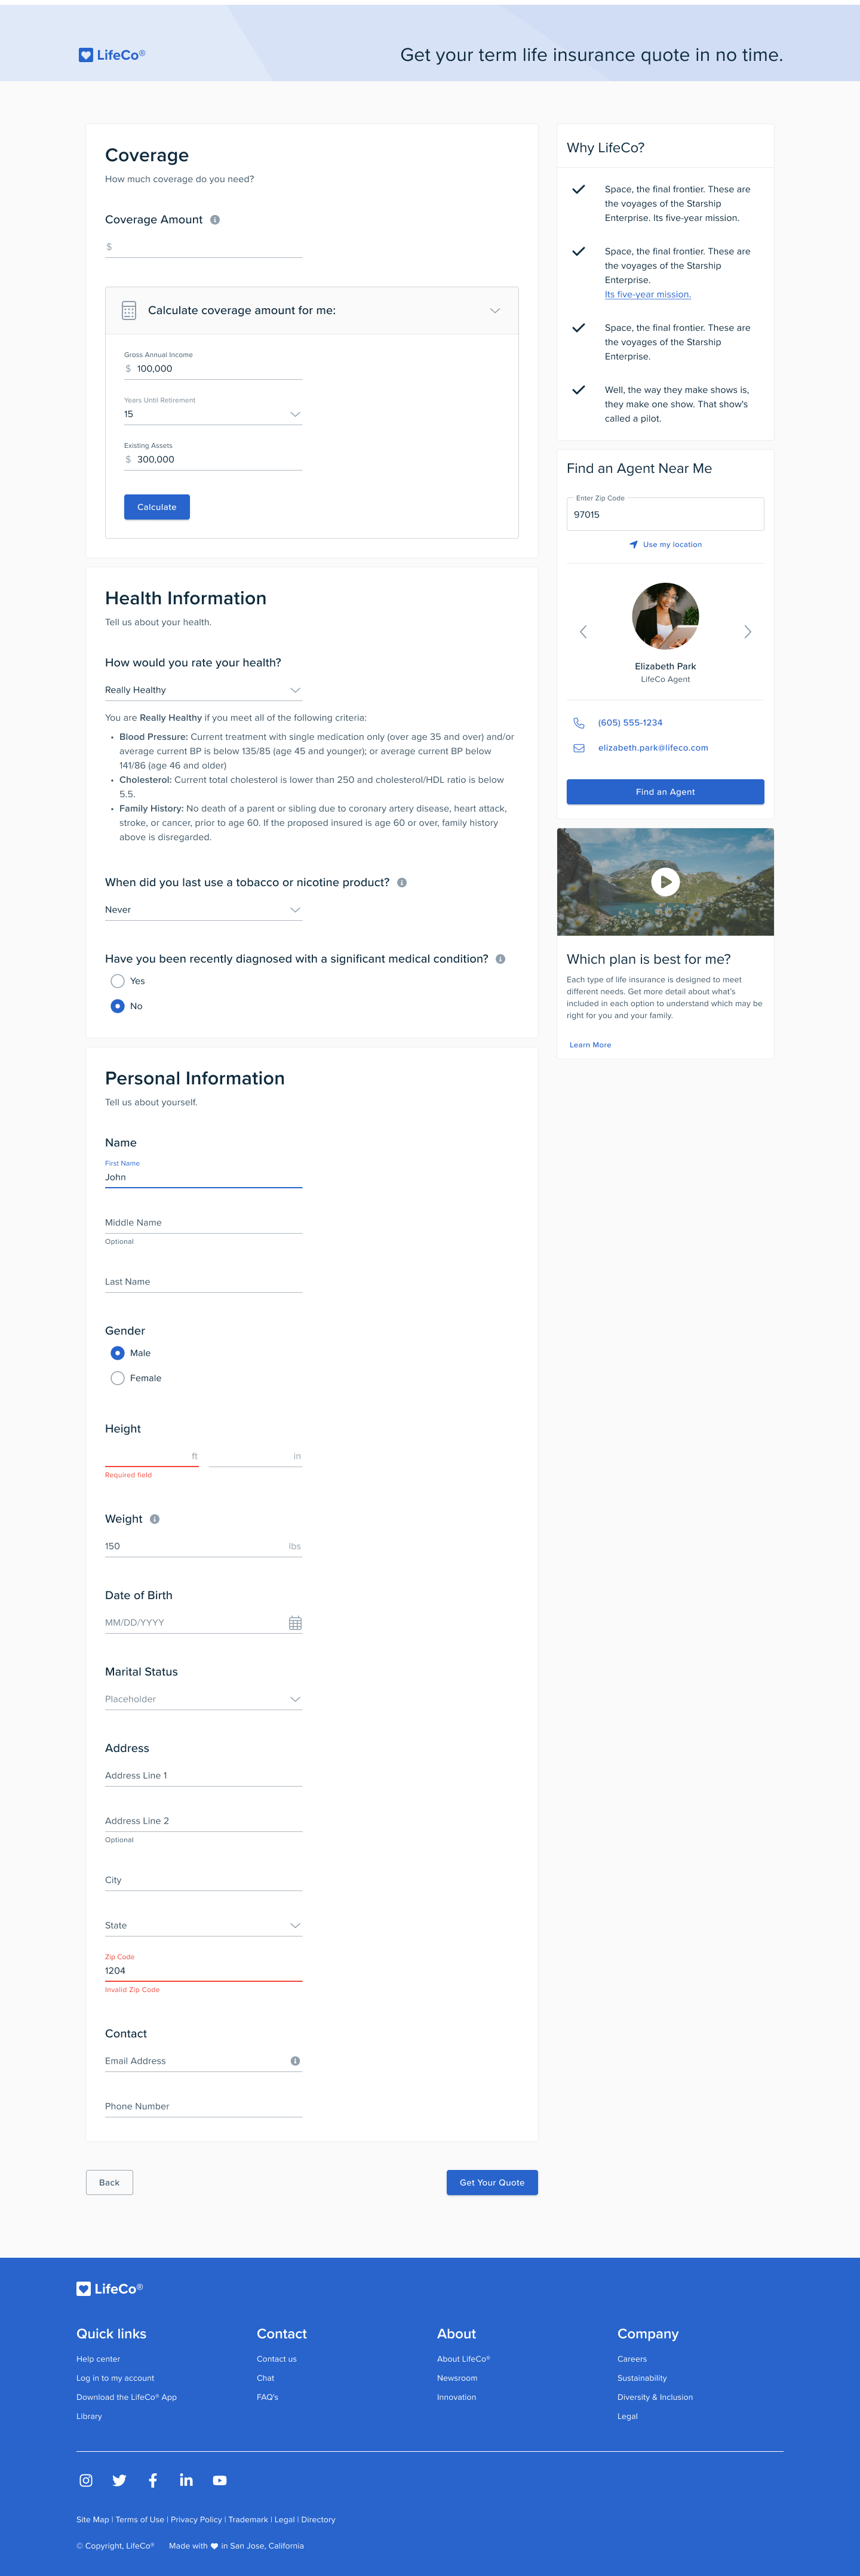 LifeCo®
Get your term life insurance quote in no time.
Coverage
How much coverage do you need?
Coverage Amount
$
Calculate coverage amount for me:
Gross Annual Income
$ 100,000
Years Until Retirement
15
Existing Assets
$ 300,000
Calculate
Health Information
Tell us about your health.
How would you rate your health?
Really Healthy
You are Really Healthy if you meet all of the following criteria:
• Blood Pressure: Current treatment with single medication only (over age 35 and over) and/or
average current BP is below 135/85 (age 45 and younger); or average current BP below
141/86 (age 46 and older)
• Cholesterol: Current total cholesterol is lower than 250 and cholesterol/HDL ratio is below
5.5.
• Family History: No death of a parent or sibling due to coronary artery disease, heart attack,
stroke, or cancer, prior to age 60. If the proposed insured is age 60 or over, family history
above is disregarded.
When did you last use a tobacco or nicotine product?
Never
Have you been recently diagnosed with a significant medical condition?
Yes
No
Personal Information
Tell us about yourself.
Name
First Name
John
Middle Name
Optional
Last Name
Gender
Male
Female
Height
ft in
Required field
Weight
150 lbs
Date of Birth
MM/DD/YYYY
Marital Status
Placeholder
Address
Address Line 1
Address Line 2
Optional
City
State
Zip Code
1204
Invalid Zip Code
Contact
Email Address
Phone Number
Back
Get Your Quote
Why LifeCo?
Space, the final frontier. These are
the voyages of the Starship
Enterprise. Its five-year mission.
Space, the final frontier. These are
the voyages of the Starship
Enterprise.
Its five-year mission.
Space, the final frontier. These are
the voyages of the Starship
Enterprise.
Well, the way they make shows is,
they make one show. That show's
called a pilot.
Find an Agent Near Me
Enter Zip Code
97015
Use my location
Elizabeth Park
LifeCo Agent
(605) 555-1234
elizabeth.park@lifeco.com
Find an Agent
Which plan is best for me?
Each type of life insurance is designed to meet
different needs. Get more detail about what's
included in each option to understand which may be
right for you and your family.
Learn More
LifeCo®
Quick links
Help center
Log in to my account
Download the LifeCo® App
Library
Contact
Contact us
Chat
FAQ's
About
About LifeCo®
Newsroom
Innovation
Company
Careers
Sustainability
Diversity & Inclusion
Legal
Site Map | Terms of Use | Privacy Policy | Trademark | Legal | Directory
© Copyright, LifeCo® Made with ♥ in San Jose, California